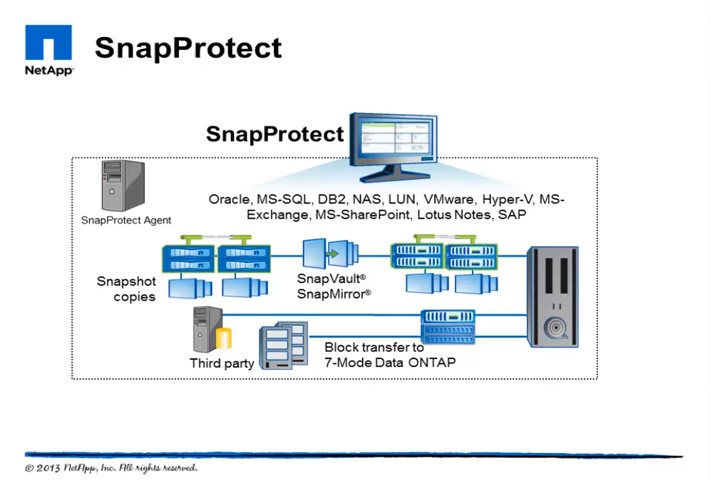 SnapProtect
NetApp
SnapProtect
Oracle, MS-SQL, DB2, NAS, LUN, VMware, Hyper-V, MS-
Exchange, MS-SharePoint, Lotus Notes, SAP
SnapProtect Agent
Snapshot
copies
SnapVault®
SnapMirror®
Third party
Block transfer to
7-Mode Data ONTAP
© 2013 NetApp, Inc. All rights reserved.